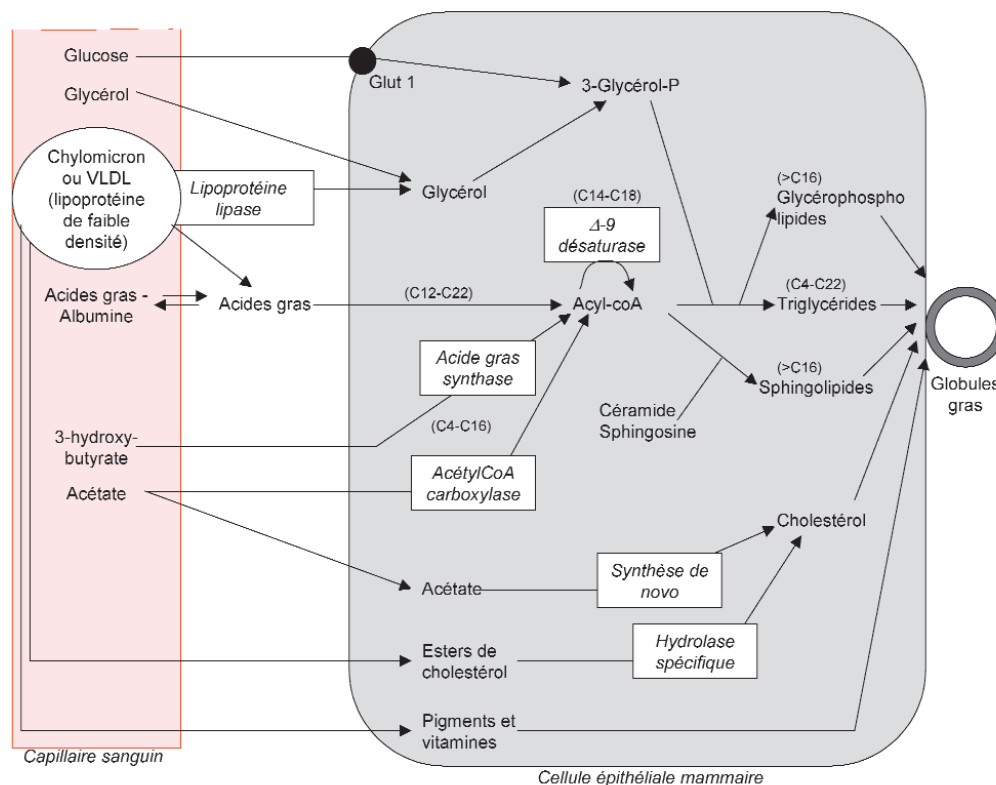 Glucose
Glut 1
Glycérol
3-Glycérol-P
Chylomicron
ou VLDL
(lipoprotéine
de faible
densité)
Lipoprotéine
lipase
Glycérol
(C14-C18)
Δ-9
désaturase
(>C16)
Glycérophospho
lipides
Acides gras -
Albumine
Acides gras
(C12-C22)
Acyl-coA
(C4-C22)
Triglycérides
Acide gras
synthase
(>C16)
Sphingolipides
Globules
gras
Céramide
Sphingosine
(C4-C16)
3-hydroxy-
butyrate
Acétate
AcétylCoA
carboxylase
Cholestérol
Acétate
Synthèse de
novo
Esters de
cholestérol
Hydrolase
spécifique
Pigments et
vitamines
Capillaire sanguin
Cellule épithéliale mammaire